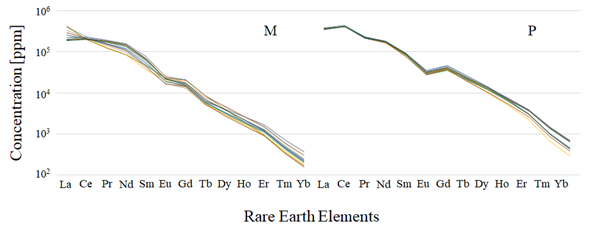 Concentration [ppm]
10⁶
10⁵
10⁴
10³
10²
M
P
La Ce Pr Nd Sm Eu Gd Tb Dy Ho Er Tm Yb La Ce Pr Nd Sm Eu Gd Tb Dy Ho Er Tm Yb
Rare Earth Elements